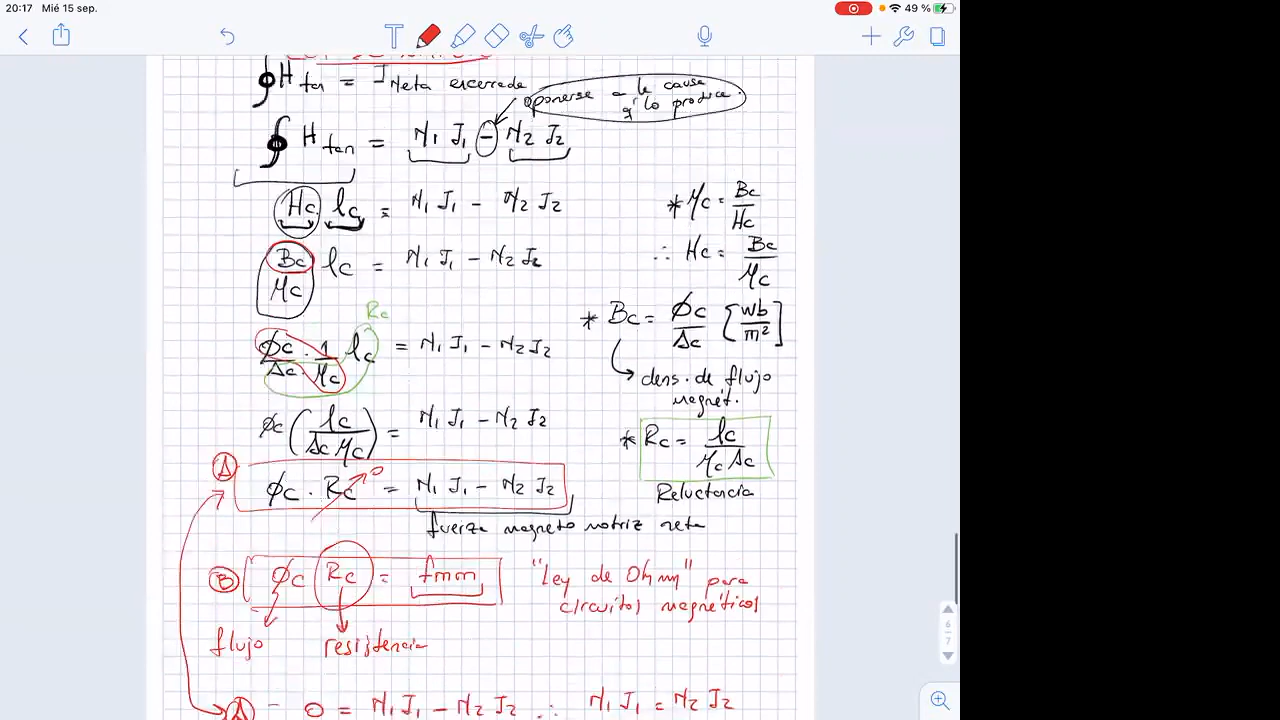 20:17 Mié 15 sep.
49 %
∮ H tan = I Neta encerrada
oponerse a la causa
q' lo produce.
∮ H tan = N1 I1 - N2 I2
Hc lc = N1 I1 - N2 I2
* μc = Bc / Hc
Bc / μc lc = N1 I1 - N2 I2
∴ Hc = Bc / μc
Rc
* Bc = Φc / Ac [wb / m²]
Φc / Ac · 1 / μc lc = N1 I1 - N2 I2
dens. de flujo
magnét.
Φc (lc / Ac μc) = N1 I1 - N2 I2
* Rc = lc / μc Ac
Reluctancia
A Φc · Rc = N1 I1 - N2 I2
0
fuerza magneto motriz neta
B Φc Rc = fmm
"Ley de Ohm" para
circuitos magnéticos
flujo
resistencia
A - 0 = N1 I1 - N2 I2 ∴ N1 I1 = N2 I2
6
7